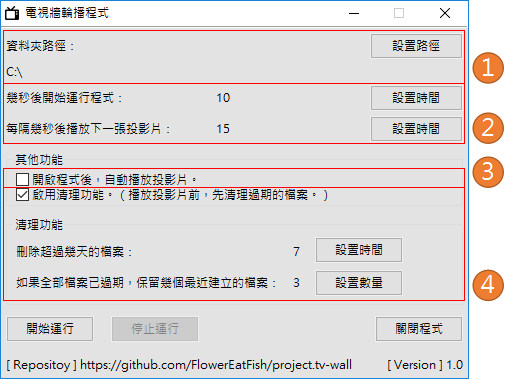 電視牆輪播程式
資料夾路徑： 設置路徑
C:\
1
幾秒後開始運行程式： 10 設置時間
每隔幾秒後播放下一張投影片： 15 設置時間
2
其他功能
3
開啟程式後，自動播放投影片。
啟用清理功能。( 播放投影片前，先清理過期的檔案。)
清理功能
刪除超過幾天的檔案： 7 設置時間
如果全部檔案已過期，保留幾個最近建立的檔案： 3 設置數量
4
開始運行 停止運行 關閉程式
[ Repositoy ] https://github.com/FlowerEatFish/project.tv-wall [ Version ] 1.0